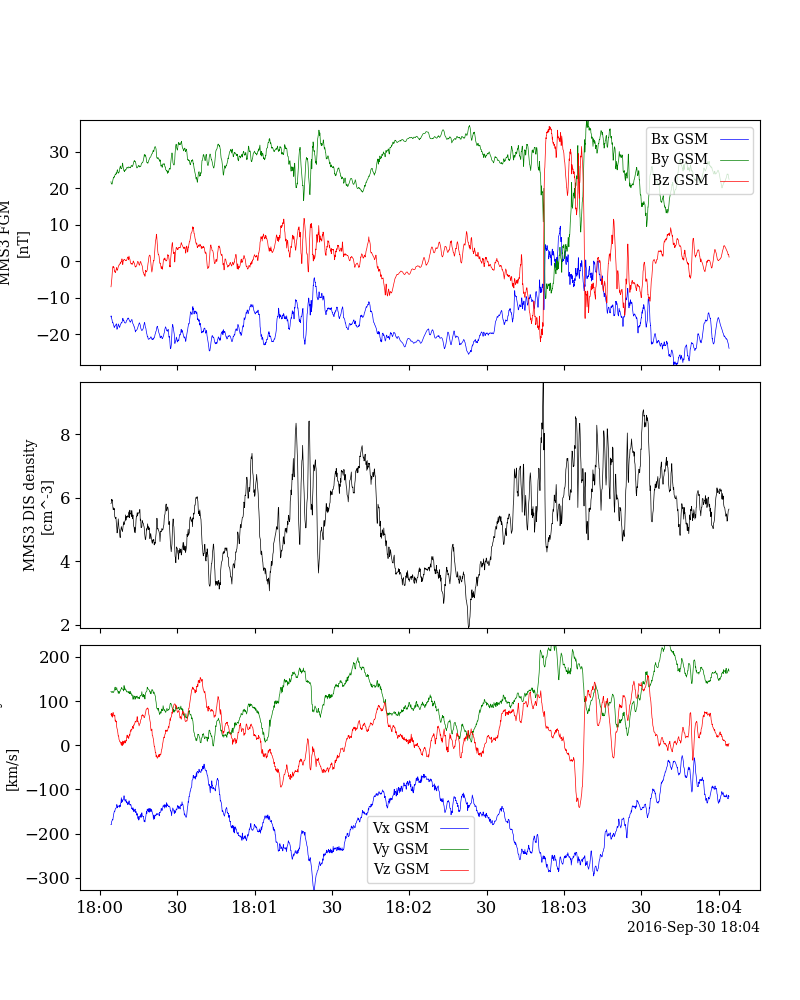 MMS3 FGM
[nT]
30
20
10
0
−10
−20
Bx GSM
By GSM
Bz GSM
MMS3 DIS density
[cm^-3]
8
6
4
2
[km/s]
200
100
0
−100
−200
−300
Vx GSM
Vy GSM
Vz GSM
18:00
30
18:01
30
18:02
30
18:03
30
18:04
2016-Sep-30 18:04